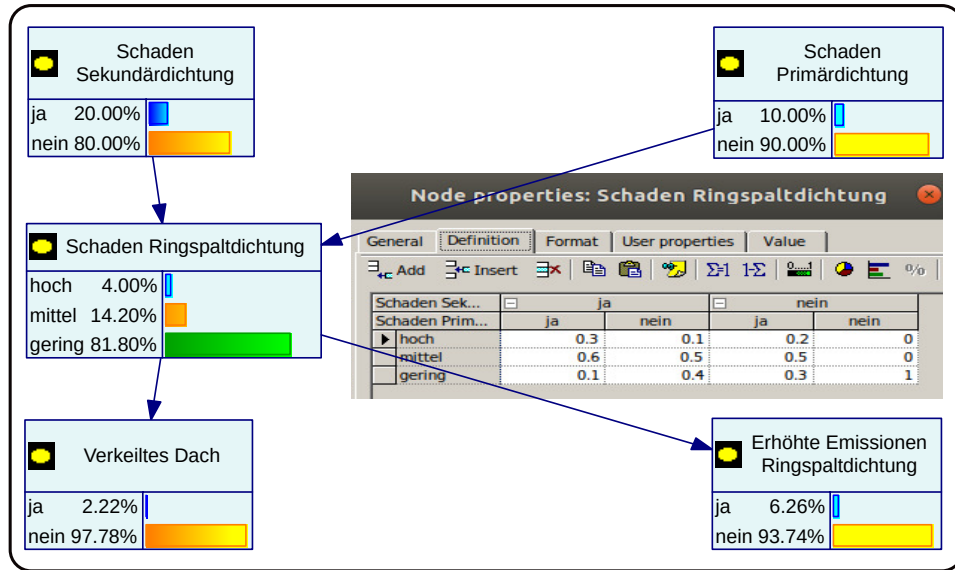 Schaden
Sekundärdichtung
ja 20.00%
nein 80.00%
Schaden
Primärdichtung
ja 10.00%
nein 90.00%
Schaden Ringspaltdichtung
hoch 4.00%
mittel 14.20%
gering 81.80%
Node properties: Schaden Ringspaltdichtung
General Definition Format User properties Value
Add Insert Σ=1 1-Σ %
Schaden Sek... ja nein
Schaden Prim... ja nein ja nein
hoch 0.3 0.1 0.2 0
mittel 0.6 0.5 0.5 0
gering 0.1 0.4 0.3 1
Verkeiltes Dach
ja 2.22%
nein 97.78%
Erhöhte Emissionen
Ringspaltdichtung
ja 6.26%
nein 93.74%